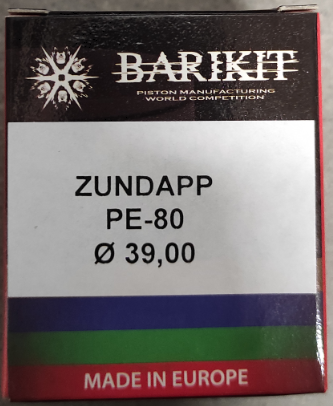 BARIKIT
PISTON MANUFACTURING
WORLD COMPETITION
ZUNDAPP
PE-80
Ø 39,00
MADE IN EUROPE